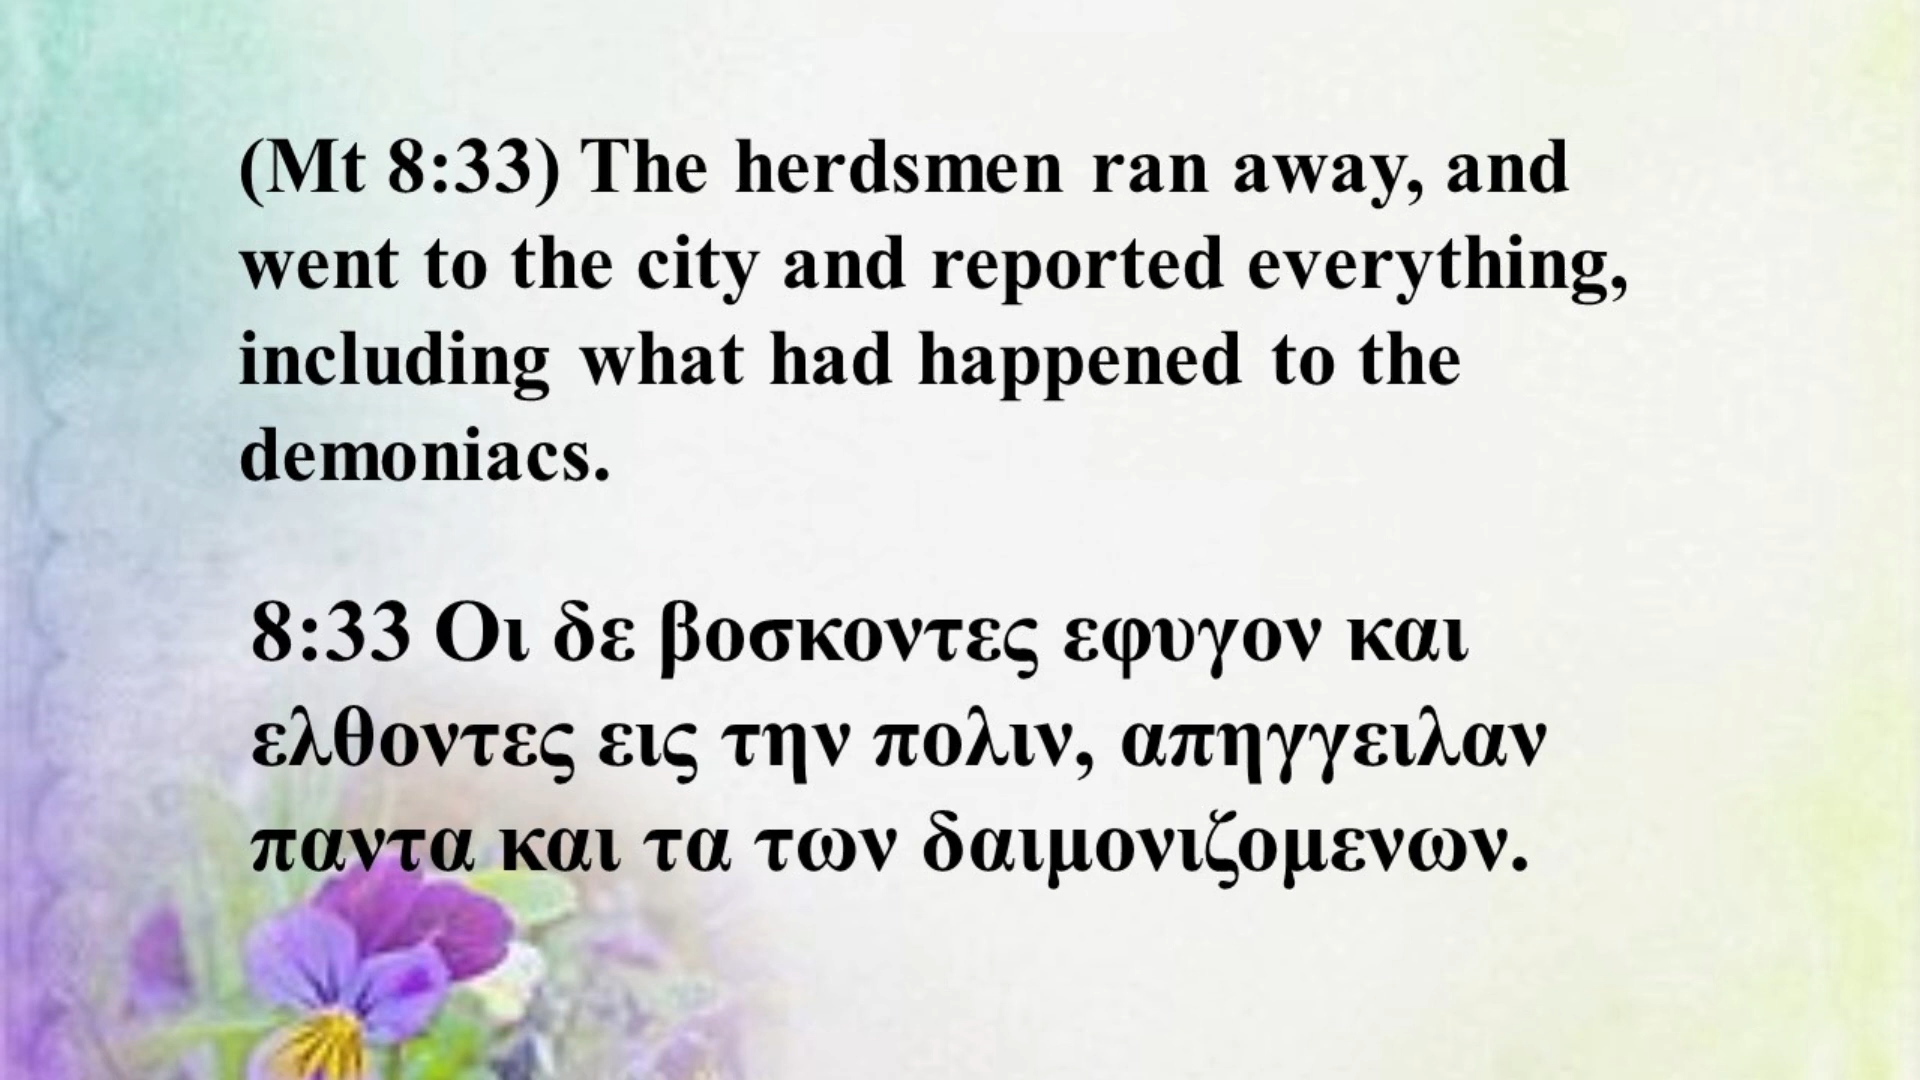 (Mt 8:33) The herdsmen ran away, and
went to the city and reported everything,
including what had happened to the
demoniacs.
8:33 Οι δε βοσκοντες εφυγον και
ελθοντες εις την πολιν, απηγγειλαν
παντα και τα των δαιμονιζομενων.